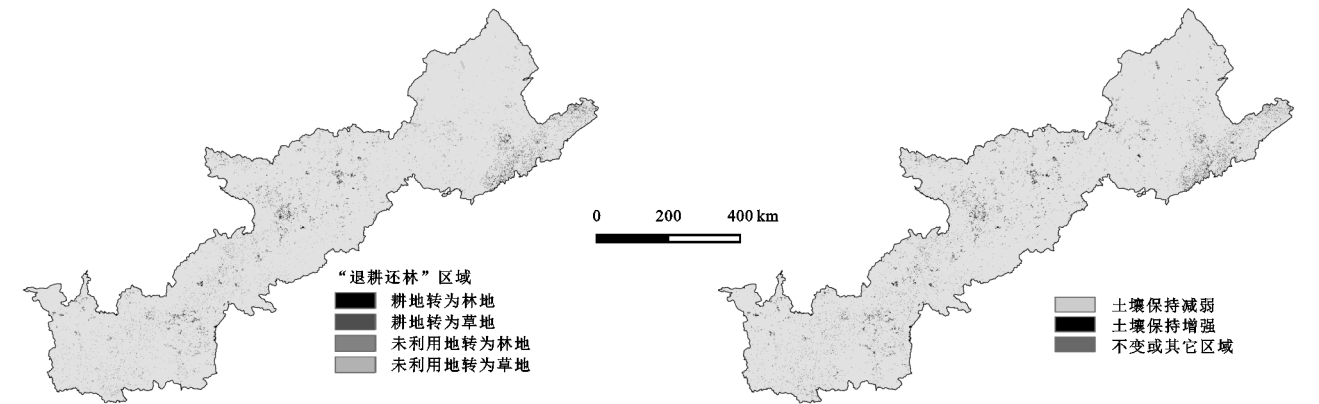 0 200 400 km
“退耕还林”区域
耕地转为林地
耕地转为草地
未利用地转为林地
未利用地转为草地
土壤保持减弱
土壤保持增强
不变或其它区域